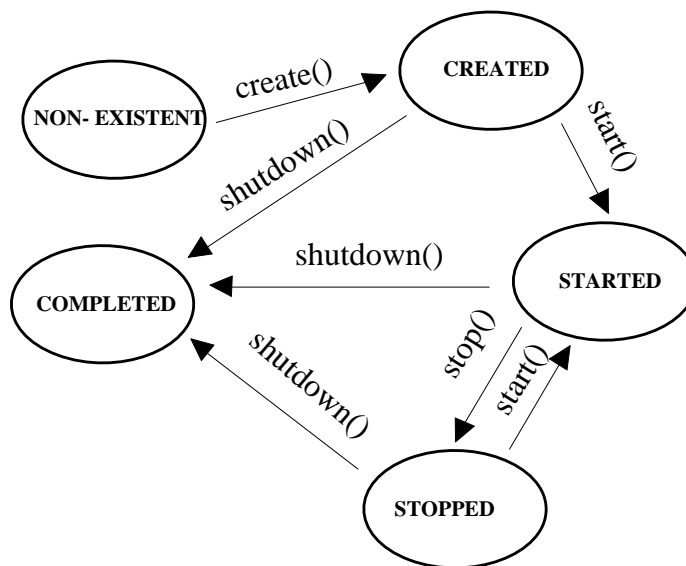 CREATED
create()
NON- EXISTENT
start()
shutdown()
shutdown()
STARTED
COMPLETED
stop()
start()
shutdown()
STOPPED